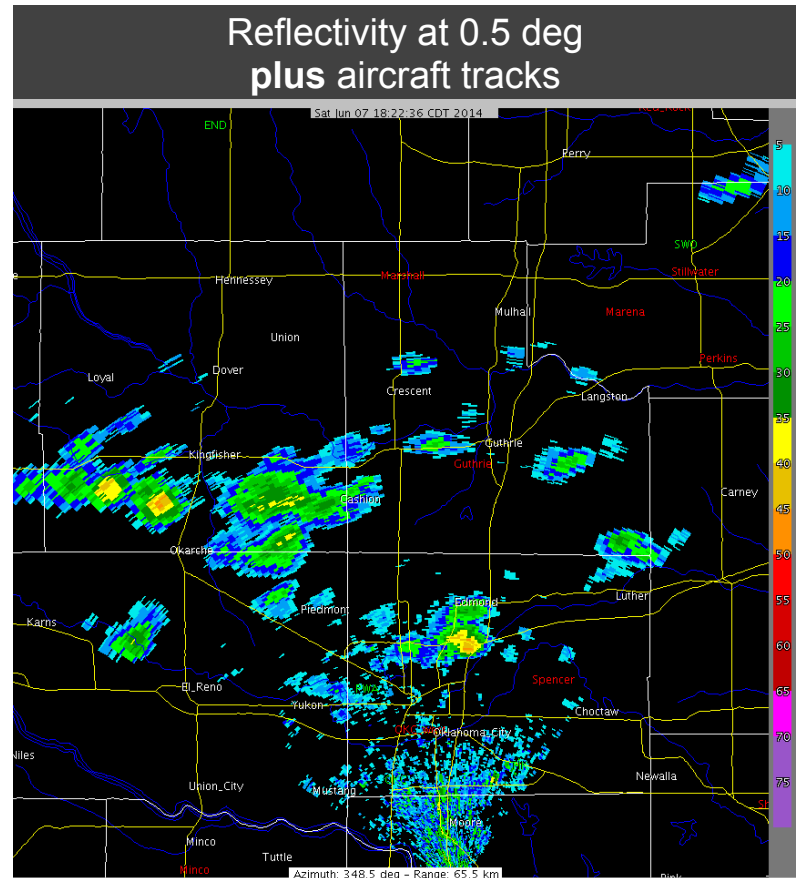 Reflectivity at 0.5 deg
plus aircraft tracks
Sat Jun 07 18:22:36 CDT 2014
END
Perry
5
10
15
20
25
30
35
40
45
50
55
60
65
70
75
SWO
Stillwater
Hennessey
Marshall
Mulhall
Marena
Union
Perkins
Loyal
Dover
Crescent
Langston
Kingfisher
Guthrie
Guthrie
Cashion
Carney
Okarche
Luther
Karns
Piedmont
Edmond
El_Reno
Spencer
Yukon
Choctaw
Oklahoma_City
Niles
Newalla
Union_City
Mustang
Moore
Minco
Tuttle
Minco
Azimuth: 348.5 deg - Range: 65.5 km